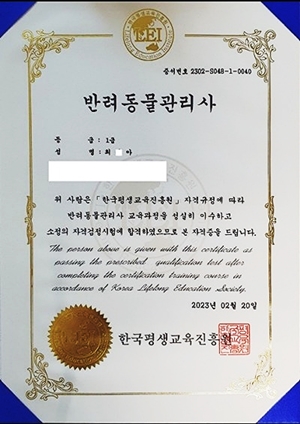 LEI
증서번호 2302-S048-1-0040
반려동물관리사
등 급 : 1급
성 명 : 최 아
위 사람은 「한국평생교육진흥원」 자격규정에 따라
반려동물관리사 교육과정을 성실히 이수하고
소정의 자격검정시험에 합격하였으므로 본 자격증을 드립니다.
The person above is given with this certificate as
passing the prescribed qualification test after
completing the certification training course in
accordance of Korea Lifelong Education Society.
2023년 02월 20일
한국평생교육진흥원